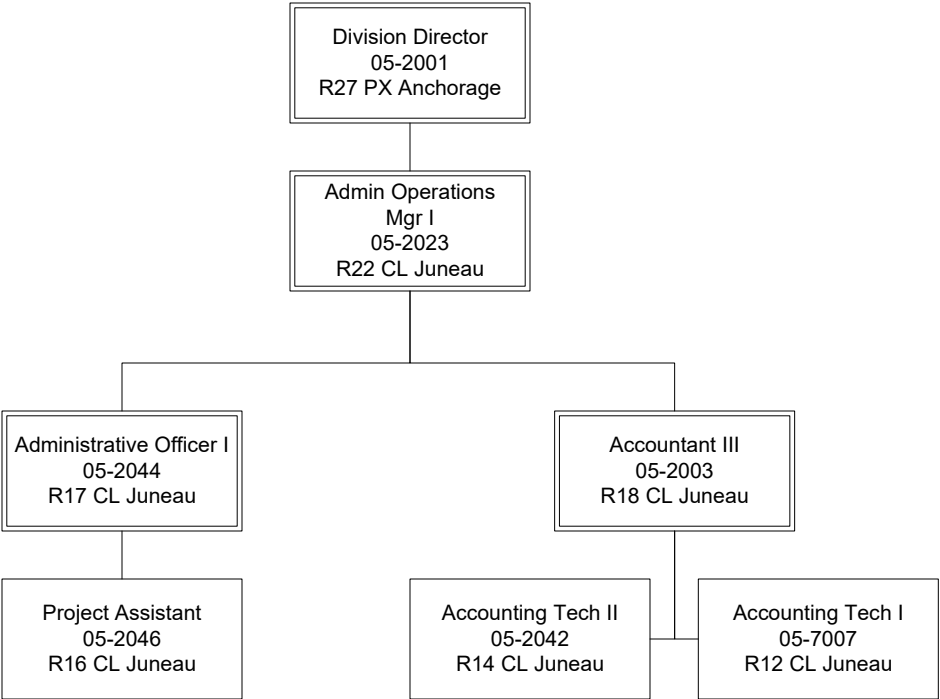 Division Director
05-2001
R27 PX Anchorage
Admin Operations
Mgr I
05-2023
R22 CL Juneau
Administrative Officer I
05-2044
R17 CL Juneau
Accountant III
05-2003
R18 CL Juneau
Project Assistant
05-2046
R16 CL Juneau
Accounting Tech II
05-2042
R14 CL Juneau
Accounting Tech I
05-7007
R12 CL Juneau